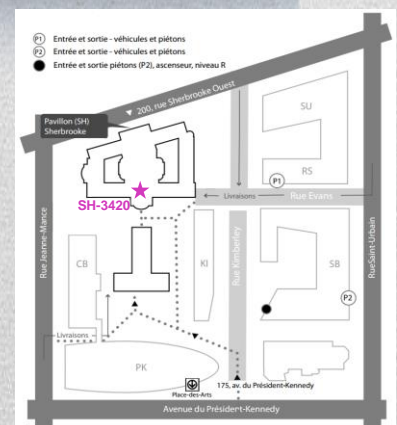 P1 Entrée et sortie - véhicules et piétons
P2 Entrée et sortie - véhicules et piétons
Entrée et sortie piétons (P2), ascenseur, niveau R
200, rue Sherbrooke Ouest
Pavillon (SH)
Sherbrooke
SU
RS
P1
Livraisons
Rue Evans
SH-3420
Rue Jeanne-Mance
CB
KI
Rue Kimberley
SB
Rue Saint-Urbain
P2
Livraisons
PK
175, av. du Président-Kennedy
Place-des-Arts
Avenue du Président-Kennedy